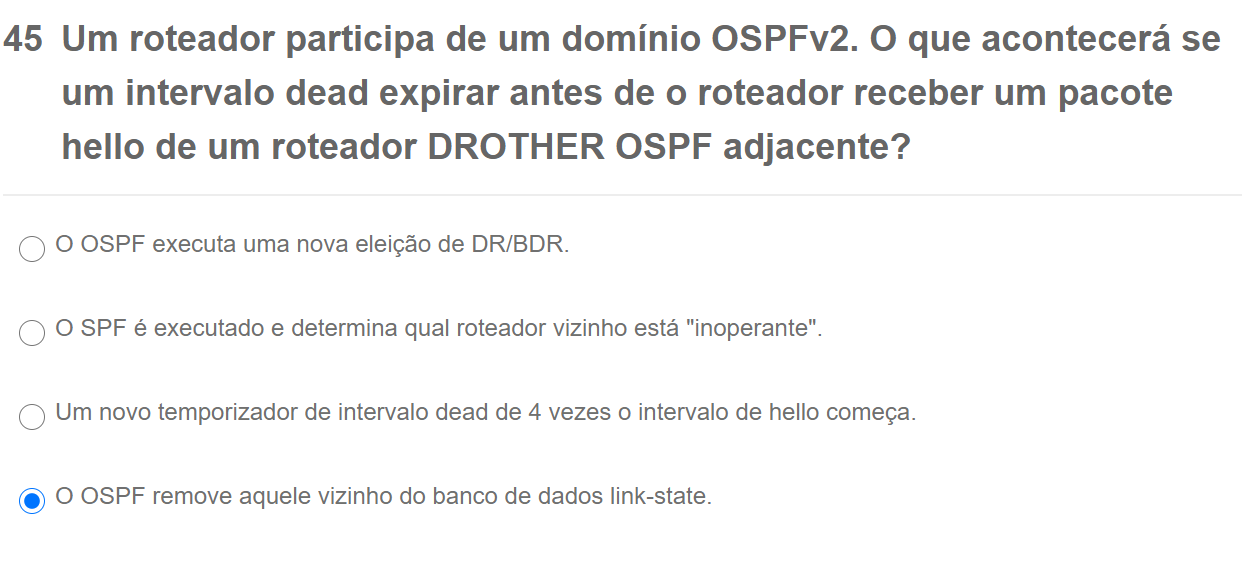 45 Um roteador participa de um domínio OSPFv2. O que acontecerá se
um intervalo dead expirar antes de o roteador receber um pacote
hello de um roteador DROTHER OSPF adjacente?
O OSPF executa uma nova eleição de DR/BDR.
O SPF é executado e determina qual roteador vizinho está "inoperante".
Um novo temporizador de intervalo dead de 4 vezes o intervalo de hello começa.
O OSPF remove aquele vizinho do banco de dados link-state.